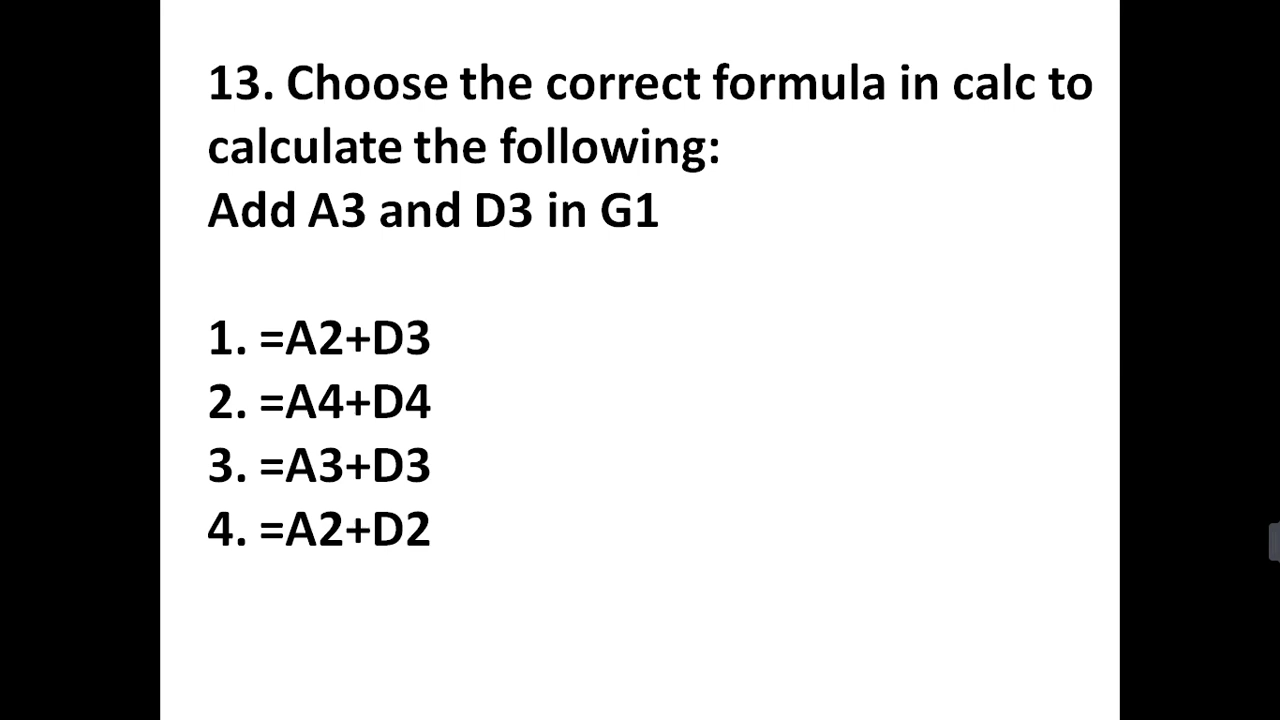 13. Choose the correct formula in calc to
calculate the following:
Add A3 and D3 in G1
1. =A2+D3
2. =A4+D4
3. =A3+D3
4. =A2+D2